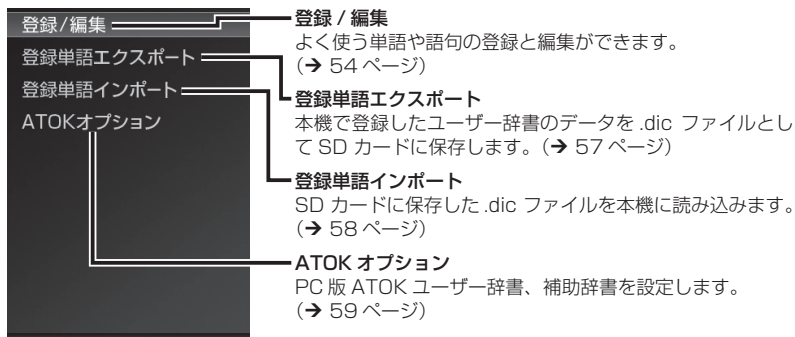 登録/編集
登録単語エクスポート
登録単語インポート
ATOKオプション
登録 / 編集
よく使う単語や語句の登録と編集ができます。
(➔ 54 ページ)
登録単語エクスポート
本機で登録したユーザー辞書のデータを .dic ファイルとし
て SD カードに保存します。(➔ 57 ページ)
登録単語インポート
SD カードに保存した .dic ファイルを本機に読み込みます。
(➔ 58 ページ)
ATOK オプション
PC 版 ATOK ユーザー辞書、補助辞書を設定します。
(➔ 59 ページ)